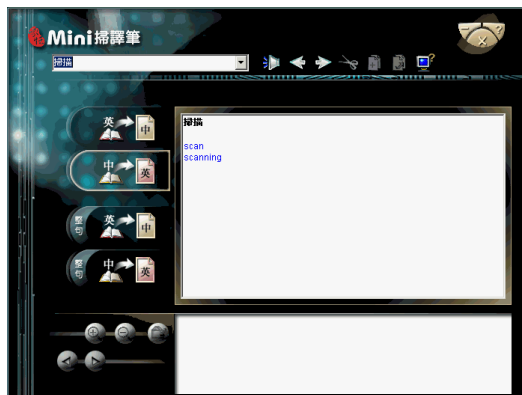 Mini掃譯筆
掃描
英 中
中 英
整句 英 中
整句 中 英
掃描
scan
scanning